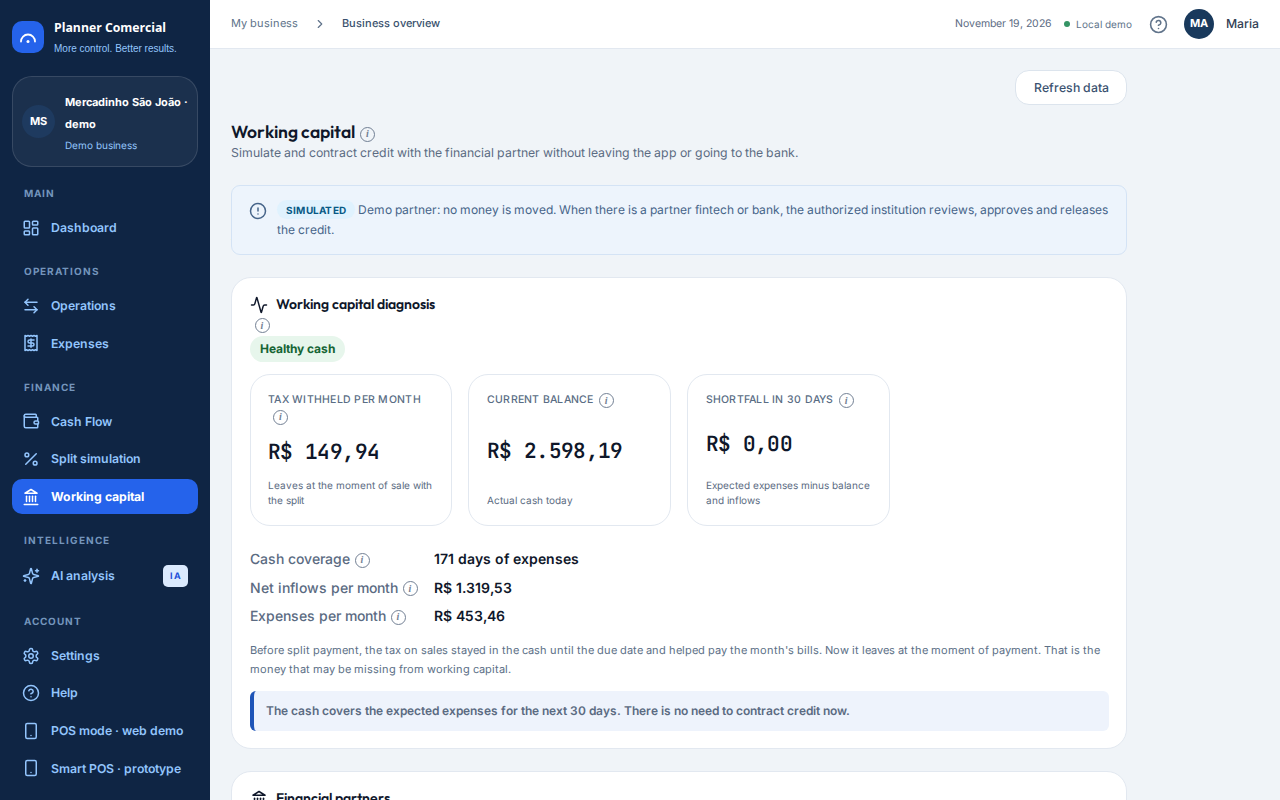 Planner Comercial
More control. Better results.
MS
Mercadinho São João ·
demo
Demo business
MAIN
Dashboard
OPERATIONS
Operations
Expenses
FINANCE
Cash Flow
Split simulation
Working capital
INTELLIGENCE
AI analysis
IA
ACCOUNT
Settings
Help
POS mode · web demo
Smart POS · prototype
My business
Business overview
November 19, 2026
Local demo
MA
Maria
Refresh data
Working capital
Simulate and contract credit with the financial partner without leaving the app or going to the bank.
SIMULATED Demo partner: no money is moved. When there is a partner fintech or bank, the authorized institution reviews, approves and releases
the credit.
Working capital diagnosis
Healthy cash
TAX WITHHELD PER MONTH
R$ 149,94
Leaves at the moment of sale with
the split
CURRENT BALANCE
R$ 2.598,19
Actual cash today
SHORTFALL IN 30 DAYS
R$ 0,00
Expected expenses minus balance
and inflows
Cash coverage 171 days of expenses
Net inflows per month R$ 1.319,53
Expenses per month R$ 453,46
Before split payment, the tax on sales stayed in the cash until the due date and helped pay the month's bills. Now it leaves at the moment of payment. That is the
money that may be missing from working capital.
The cash covers the expected expenses for the next 30 days. There is no need to contract credit now.
Financial partners